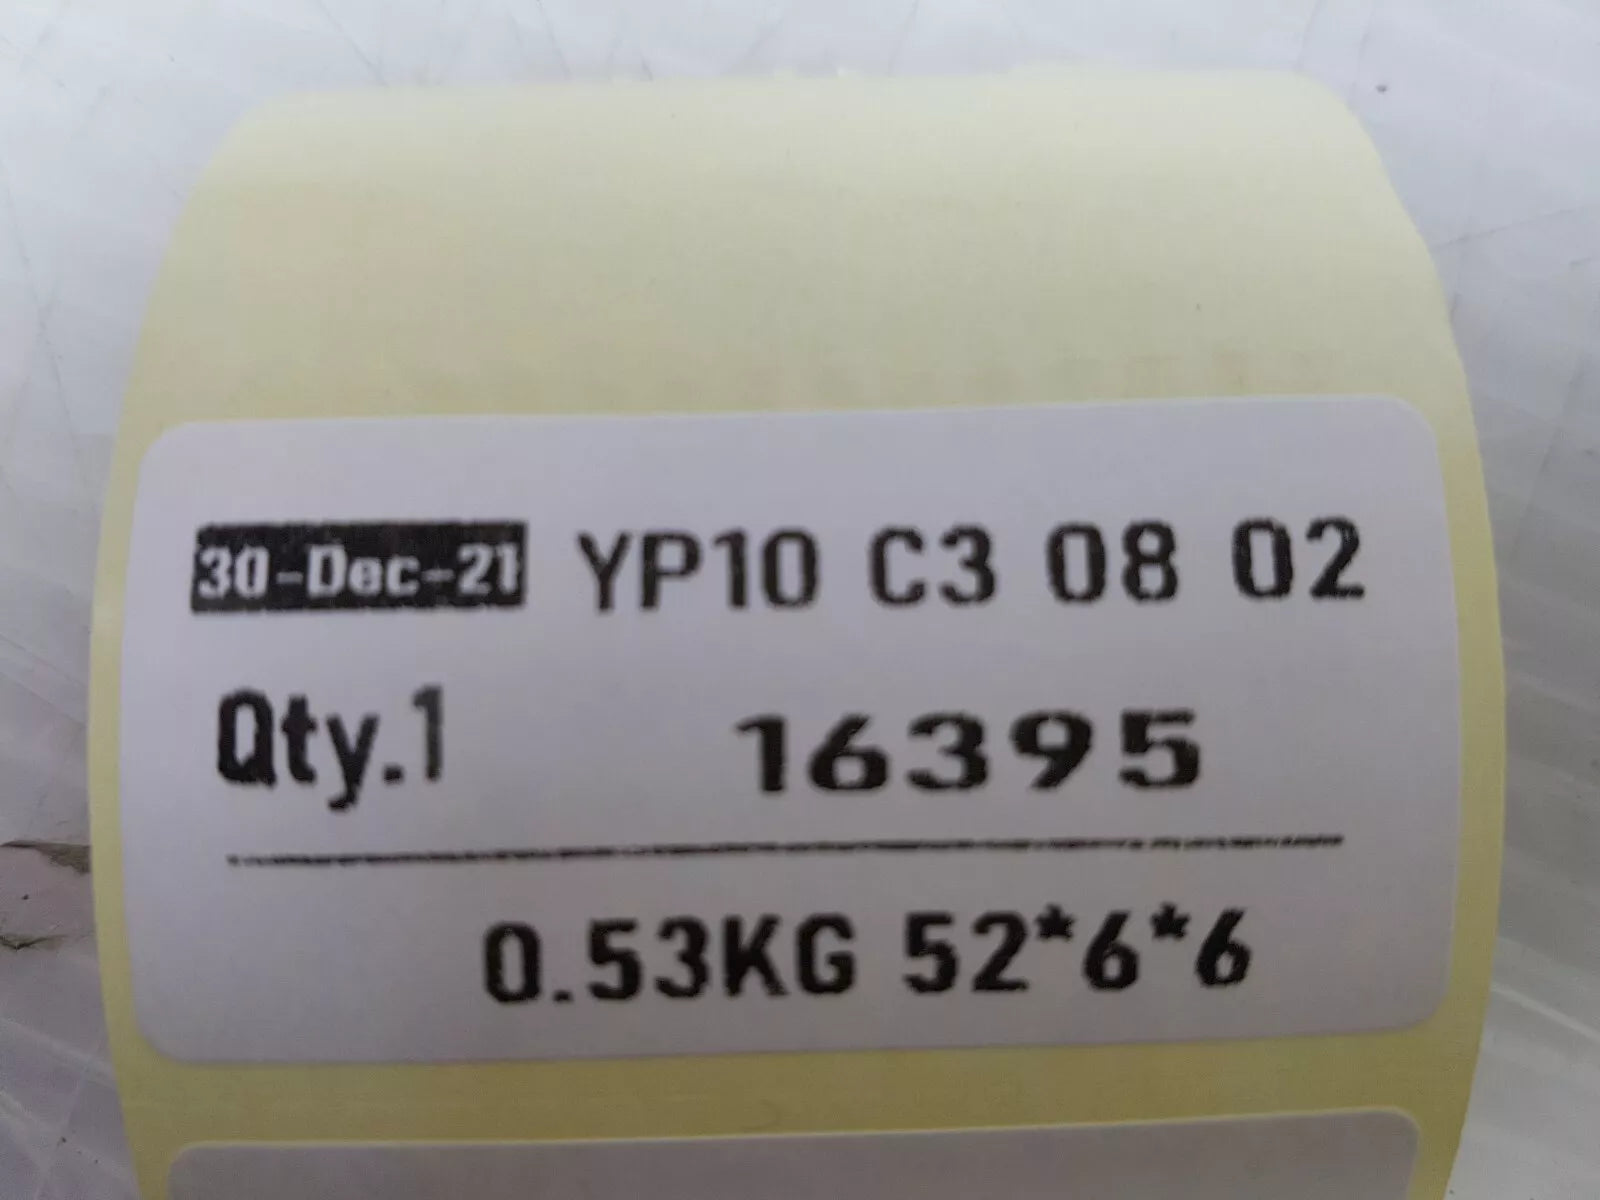 30-Dec-21 YP10 C3 08 02
Qty.1 16395
0.53KG 52*6*6